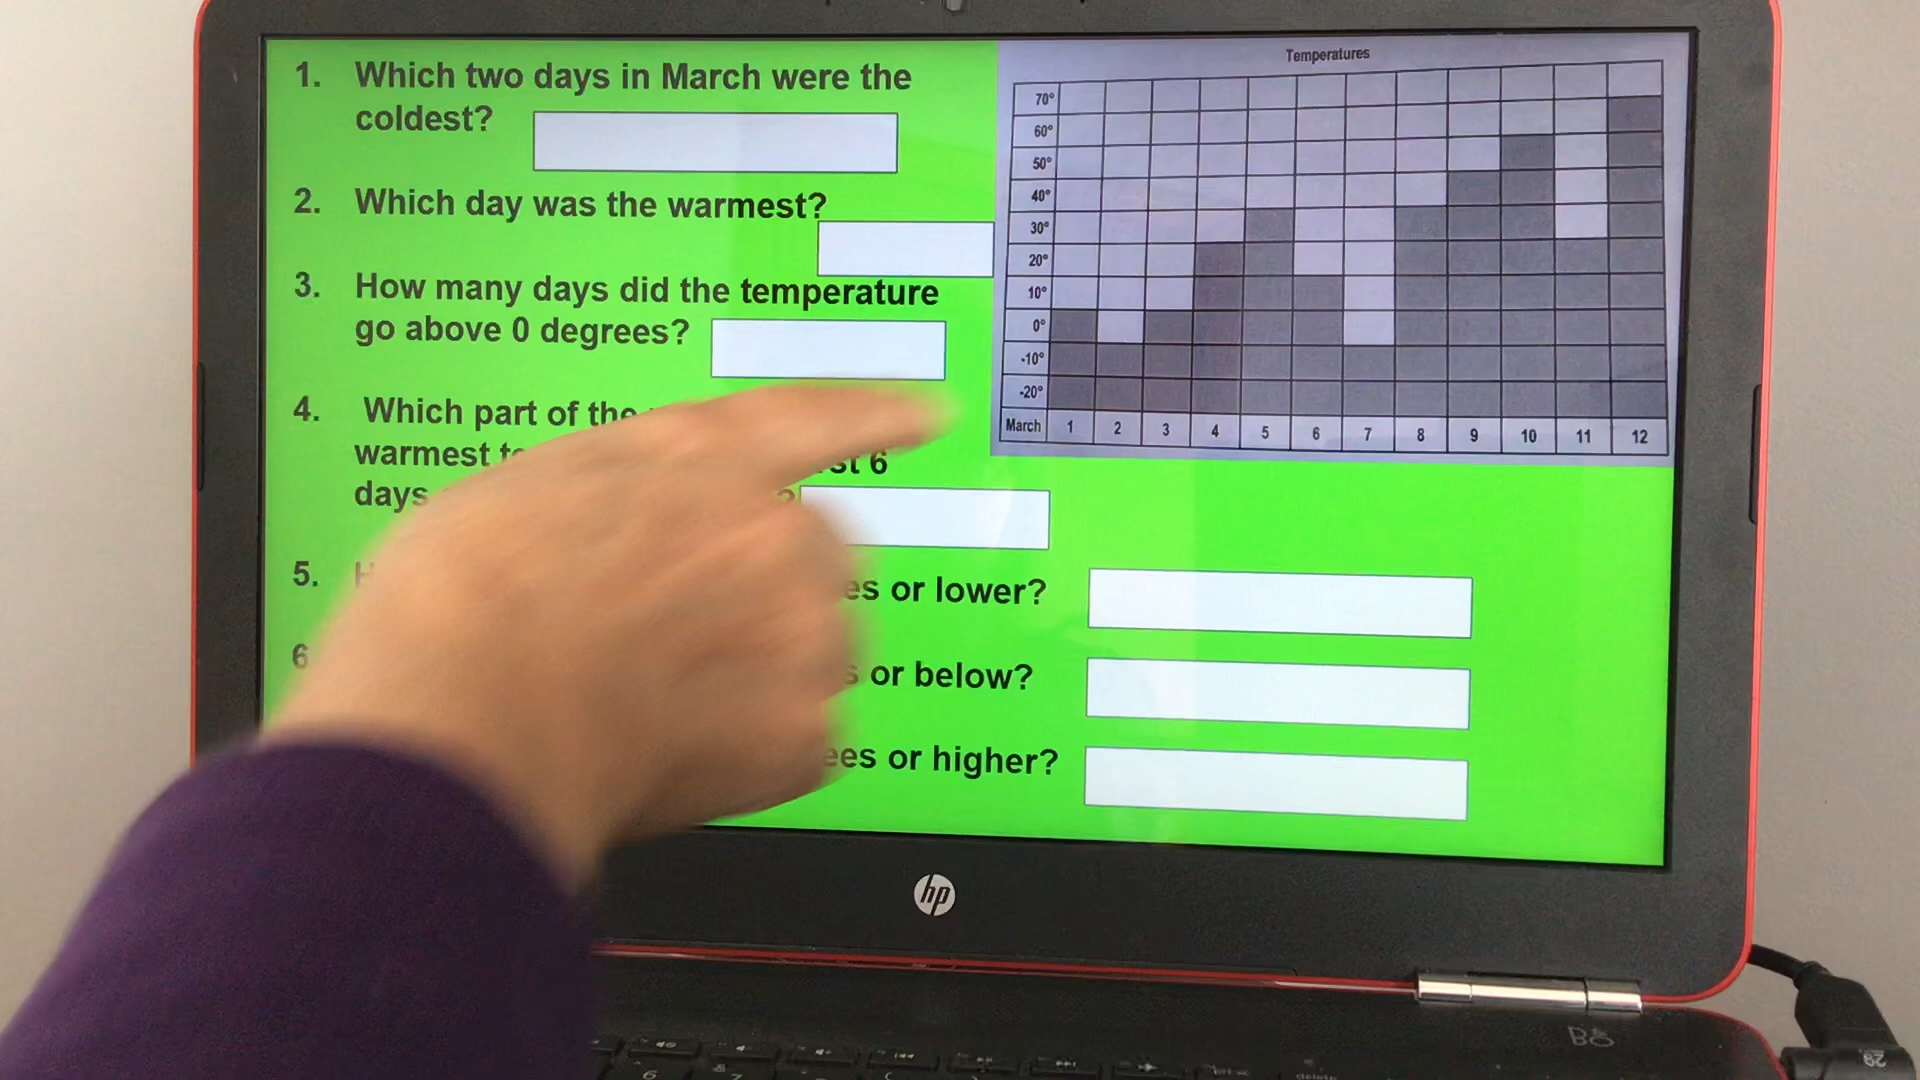 1. Which two days in March were the
coldest?
2. Which day was the warmest?
3. How many days did the temperature
go above 0 degrees?
4. Which part of the
warmest
6
days
5.
or lower?
6
or below?
or higher?
Temperatures
70°
60°
50°
40°
30°
20°
10°
0°
-10°
-20°
March 1 2 3 4 5 6 7 8 9 10 11 12
hp